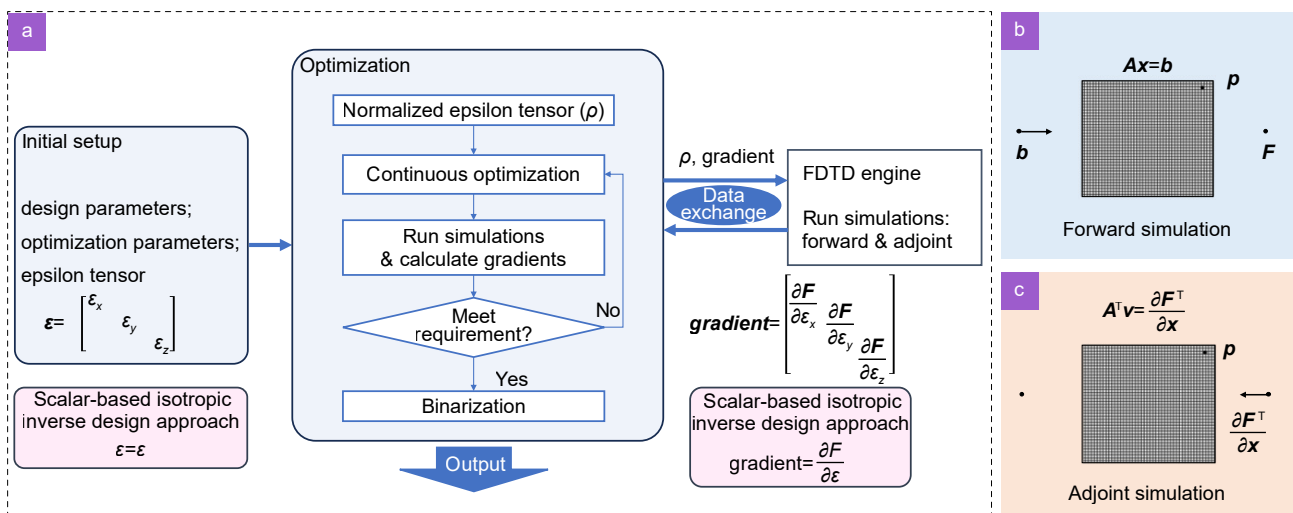 a
Initial setup
design parameters;
optimization parameters;
epsilon tensor
ε= [εx εy εz]
Scalar-based isotropic
inverse design approach
ε=ε
Optimization
Normalized epsilon tensor (ρ)
Continuous optimization
Run simulations
& calculate gradients
Meet
requirement?
No
Yes
Binarization
Output
ρ, gradient
Data
exchange
FDTD engine
Run simulations:
forward & adjoint
gradient=[∂F/∂εx ∂F/∂εy ∂F/∂εz]
Scalar-based isotropic
inverse design approach
gradient=∂F/∂ε
b
Ax=b
p
b
F
Forward simulation
c
Aᵀv=∂Fᵀ/∂x
p
∂Fᵀ/∂x
Adjoint simulation